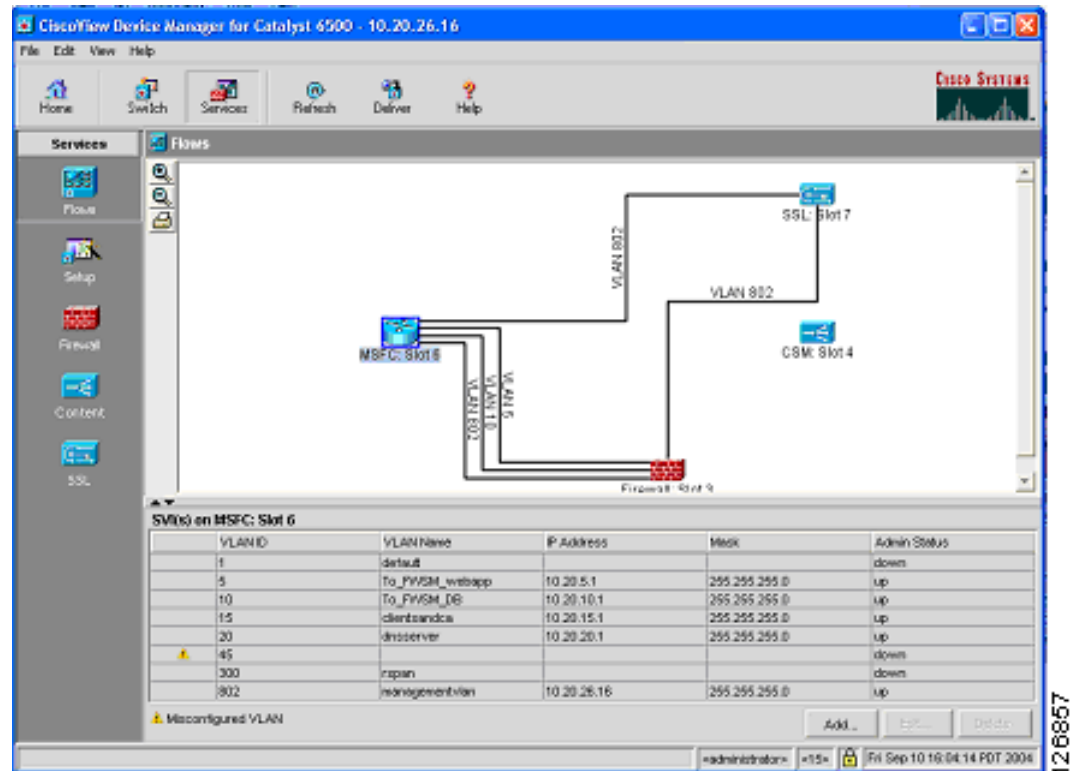 CiscoView Device Manager for Catalyst 6500 - 10.20.26.16
File Edit View Help
Home Switch Services Refresh Deliver Help
CISCO SYSTEMS
Services
Flows
Flows
Setup
Firewall
Content
SSL
SSL: Slot 7
VLAN 802
VLAN 802
CSM: Slot 4
MSFC: Slot 6
VLAN 802
VLAN 10
VLAN 5
Firewall: Slot 3
SVI(s) on MSFC: Slot 6
VLAN ID VLAN Name IP Address Mask Admin Status
1 default down
5 To_FWSM_webapp 10.20.5.1 255.255.255.0 up
10 To_FWSM_DB 10.20.10.1 255.255.255.0 up
15 clientsandca 10.20.15.1 255.255.255.0 up
20 dnsserver 10.20.20.1 255.255.255.0 up
45 down
300 rspan down
802 managementvlan 10.20.26.16 255.255.255.0 up
Misconfigured VLAN
Add... Edit... Delete
«administrator» «15» Fri Sep 10 16:04:14 PDT 2004
126857